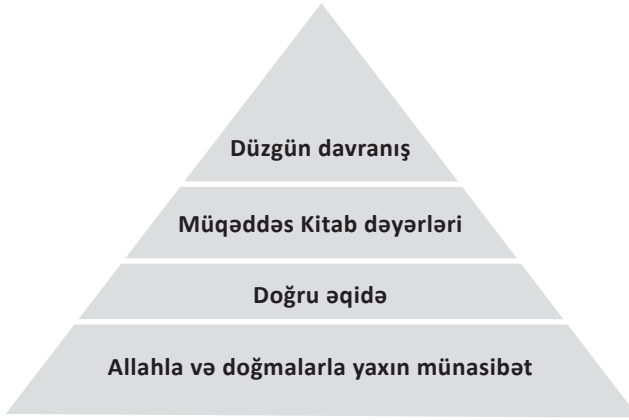 Düzgün davranış
Müqəddəs Kitab dəyərləri
Doğru əqidə
Allahla və doğmalarla yaxın münasibət